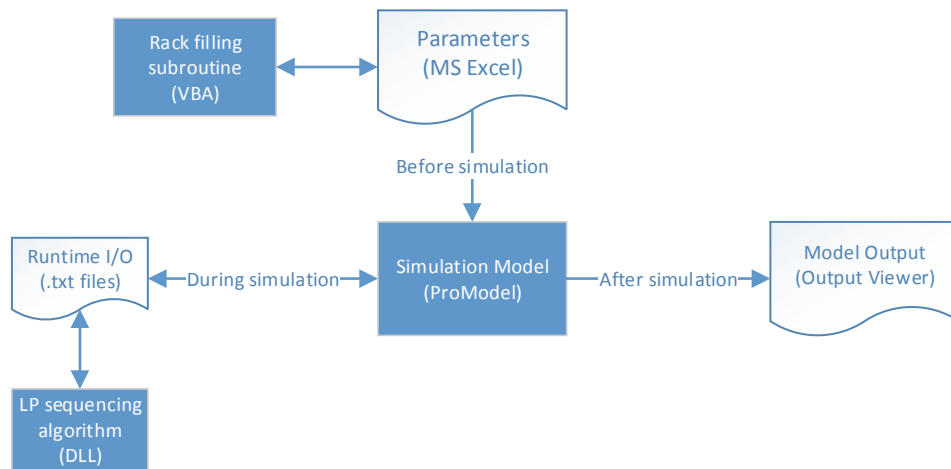 Rack filling
subroutine
(VBA)
Parameters
(MS Excel)
Before simulation
Runtime I/O
(.txt files)
During simulation
Simulation Model
(ProModel)
After simulation
Model Output
(Output Viewer)
LP sequencing
algorithm
(DLL)